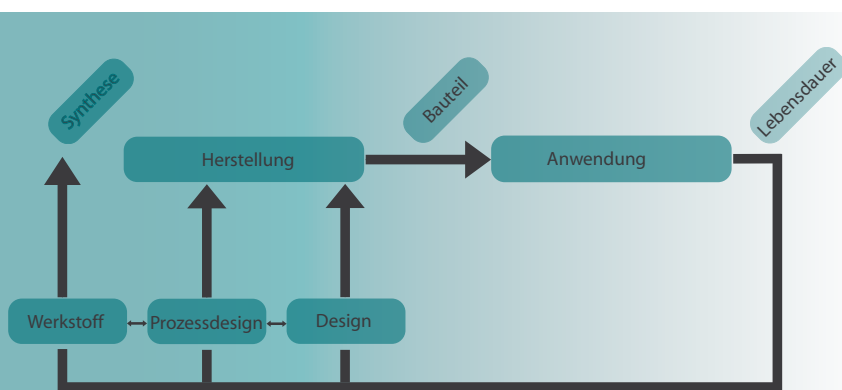 Synthese
Bauteil
Lebensdauer
Herstellung
Anwendung
Werkstoff
Prozessdesign
Design